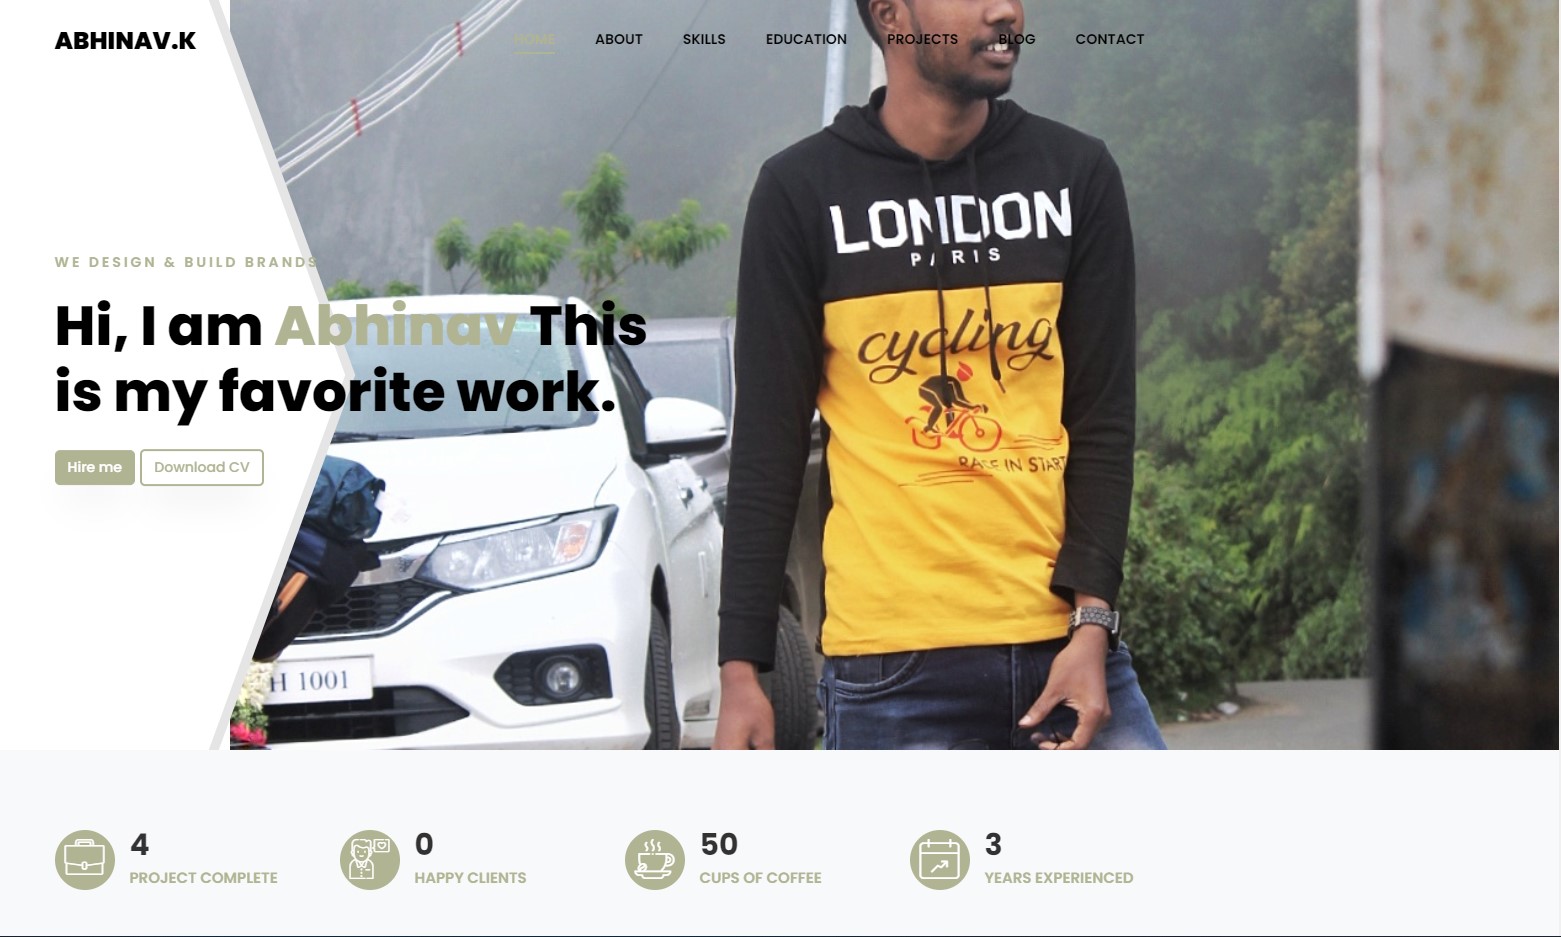 ABHINAV.K
HOME ABOUT SKILLS EDUCATION PROJECTS BLOG CONTACT
LONDON
PARIS
WE DESIGN & BUILD BRANDS
Hi, I am Abhinav This
is my favorite work.
cycling
RACE IN START
Hire me Download CV
H 1001
4
PROJECT COMPLETE
0
HAPPY CLIENTS
50
CUPS OF COFFEE
3
YEARS EXPERIENCED